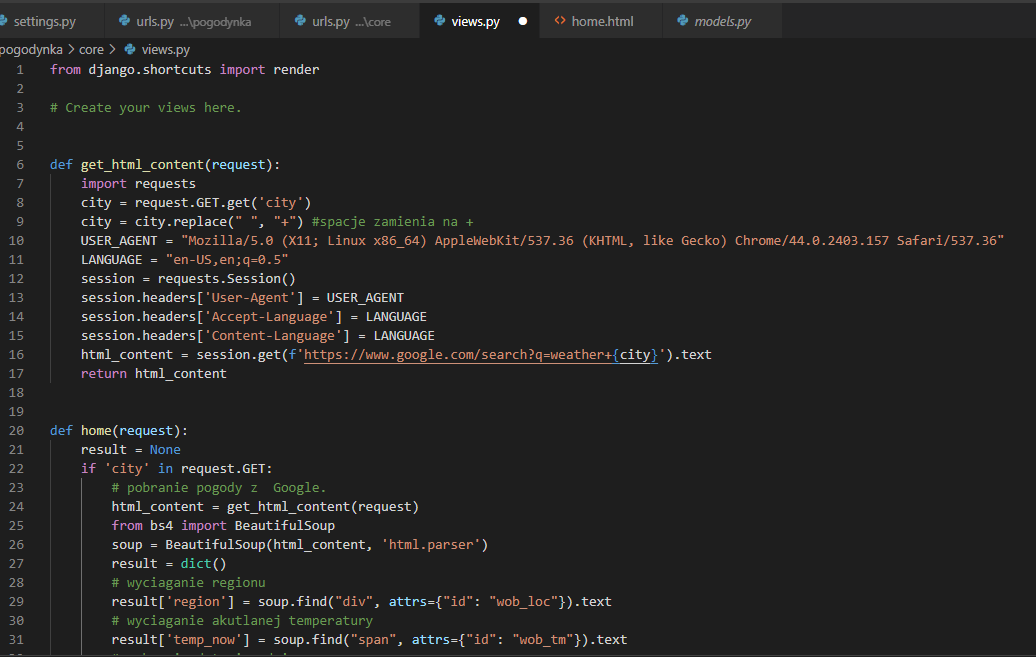 settings.py urls.py ...\pogodynka urls.py ...\core views.py home.html models.py
pogodynka > core > views.py
1 from django.shortcuts import render
2
3 # Create your views here.
4
5
6 def get_html_content(request):
7 import requests
8 city = request.GET.get('city')
9 city = city.replace(" ", "+") #spacje zamienia na +
10 USER_AGENT = "Mozilla/5.0 (X11; Linux x86_64) AppleWebKit/537.36 (KHTML, like Gecko) Chrome/44.0.2403.157 Safari/537.36"
11 LANGUAGE = "en-US,en;q=0.5"
12 session = requests.Session()
13 session.headers['User-Agent'] = USER_AGENT
14 session.headers['Accept-Language'] = LANGUAGE
15 session.headers['Content-Language'] = LANGUAGE
16 html_content = session.get(f'https://www.google.com/search?q=weather+{city}').text
17 return html_content
18
19
20 def home(request):
21 result = None
22 if 'city' in request.GET:
23 # pobranie pogody z  Google.
24 html_content = get_html_content(request)
25 from bs4 import BeautifulSoup
26 soup = BeautifulSoup(html_content, 'html.parser')
27 result = dict()
28 # wyciaganie regionu
29 result['region'] = soup.find("div", attrs={"id": "wob_loc"}).text
30 # wyciaganie akutlanej temperatury
31 result['temp_now'] = soup.find("span", attrs={"id": "wob_tm"}).text